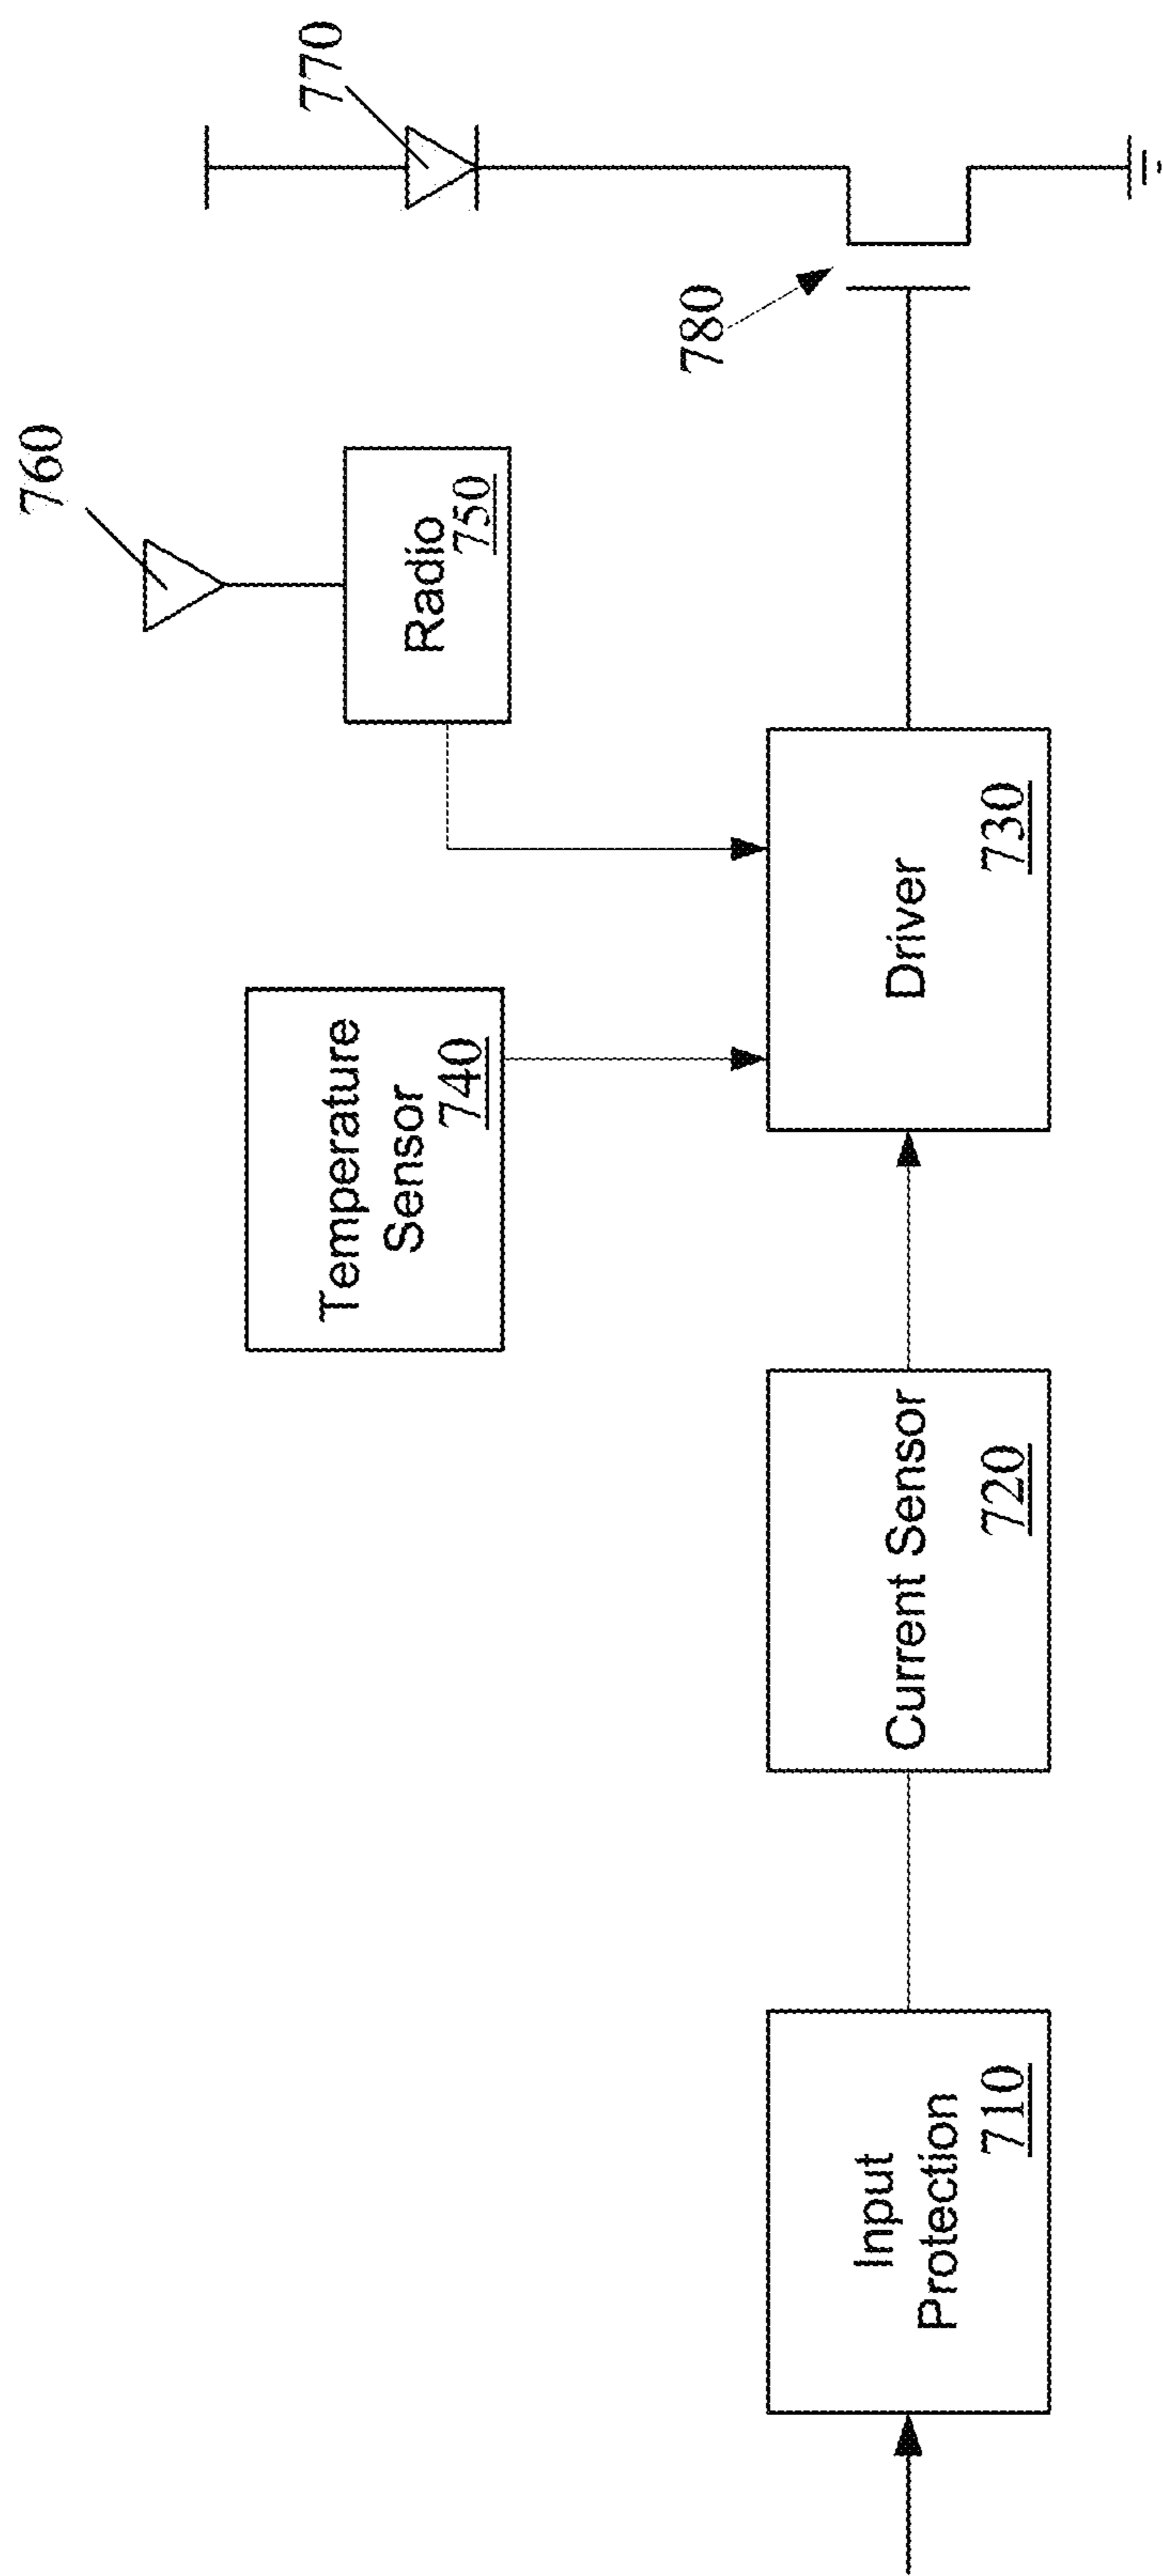 Input
Protection
710
Current Sensor
720
Temperature
Sensor
740
Driver
730
Radio
750
760
780
770